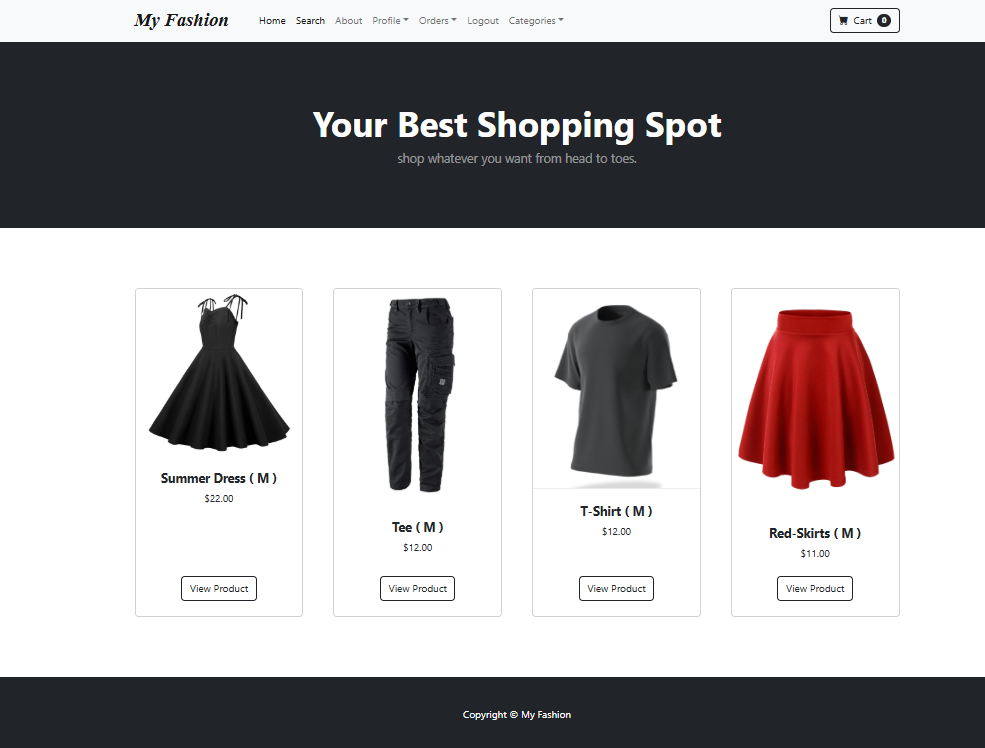 My Fashion Home Search About Profile Orders Logout Categories Cart 0
Your Best Shopping Spot
shop whatever you want from head to toes.
Summer Dress ( M )
$22.00
View Product
Tee ( M )
$12.00
View Product
T-Shirt ( M )
$12.00
View Product
Red-Skirts ( M )
$11.00
View Product
Copyright © My Fashion